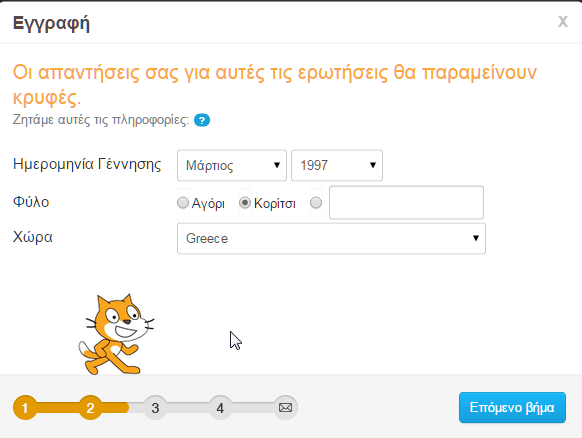 Εγγραφή x
Οι απαντήσεις σας για αυτές τις ερωτήσεις θα παραμείνουν
κρυφές.
Ζητάμε αυτές τις πληροφορίες: ?
Ημερομηνία Γέννησης Μάρτιος 1997
Φύλο Αγόρι Κορίτσι
Χώρα Greece
1 2 3 4 Επόμενο βήμα